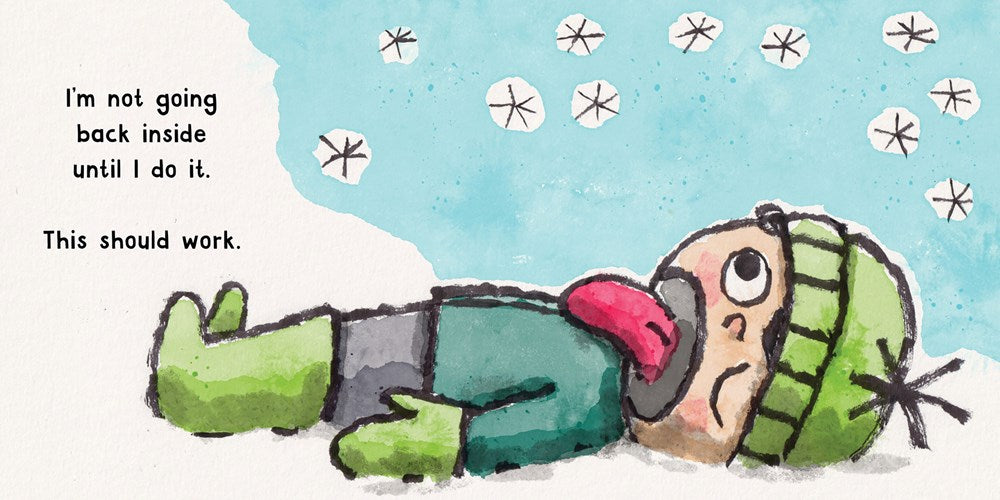 I'm not going
back inside
until I do it.
This should work.